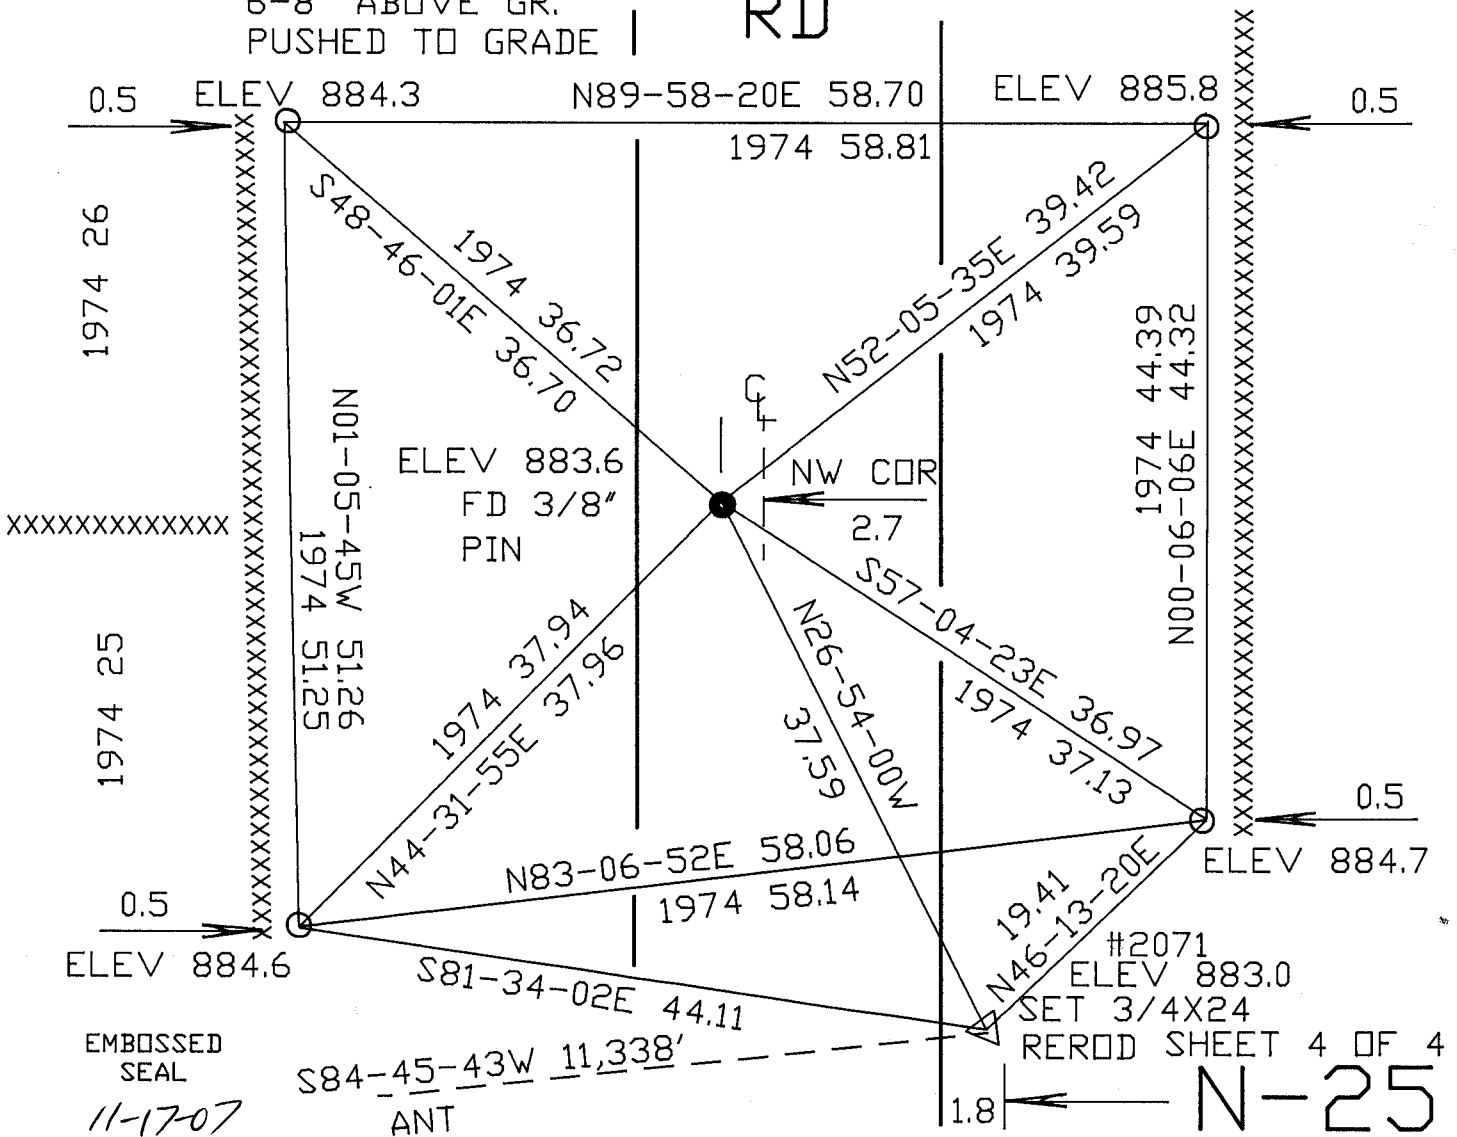 6-8" ABOVE GR.
PUSHED TO GRADE
RD
0.5
ELEV 884.3
N89-58-20E 58.70
1974 58.81
ELEV 885.8
0.5
1974 26
S48-46-01E 36.70
1974 36.72
N52-05-35E 39.42
1974 39.59
1974 44.39
N00-06-06E 44.32
N01-05-45W 51.26
1974 51.25
ELEV 883.6
FD 3/8"
PIN
CL
NW COR
2.7
XXXXXXXXXXXXX
1974 25
1974 37.94
N44-31-55E 37.96
N26-54-00W
37.59
S57-04-23E 36.97
1974 37.13
0.5
ELEV 884.7
N83-06-52E 58.06
1974 58.14
0.5
ELEV 884.6
S81-34-02E 44.11
19.41
N46-13-20E
#2071
ELEV 883.0
SET 3/4X24
REROD SHEET 4 OF 4
EMBOSSED
SEAL
11-17-07
S84-45-43W 11,338'
ANT
1.8
N-25